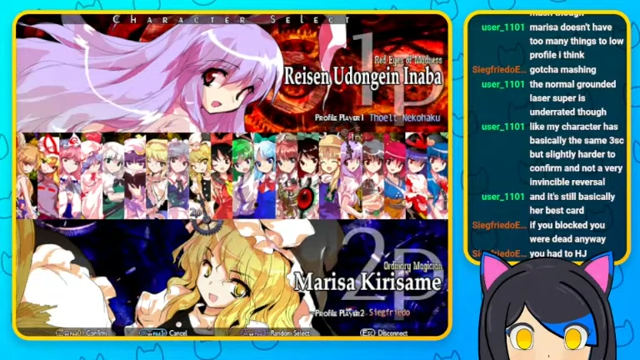 Character Select
1p
Red Eyes of Madness
Reisen Udongein Inaba
Profile Player1 Thoelt Nekohaku
2p
Ordinary Magician
Marisa Kirisame
Profile Player2 Siegfriedo
Confirm Cancel Random Select Esc Disconnect
user_1101 marisa doesn't have
too many things to low
profile i think
SiegfriedoE... gotcha mashing
user_1101 the normal grounded
laser super is
underrated though
user_1101 like my character has
basically the same 3sc
but slightly harder to
confirm and not a very
invincible reversal
user_1101 and it's still basically
her best card
SiegfriedoE... if you blocked you
were dead anyway
SiegfriedoE... you had to HJ